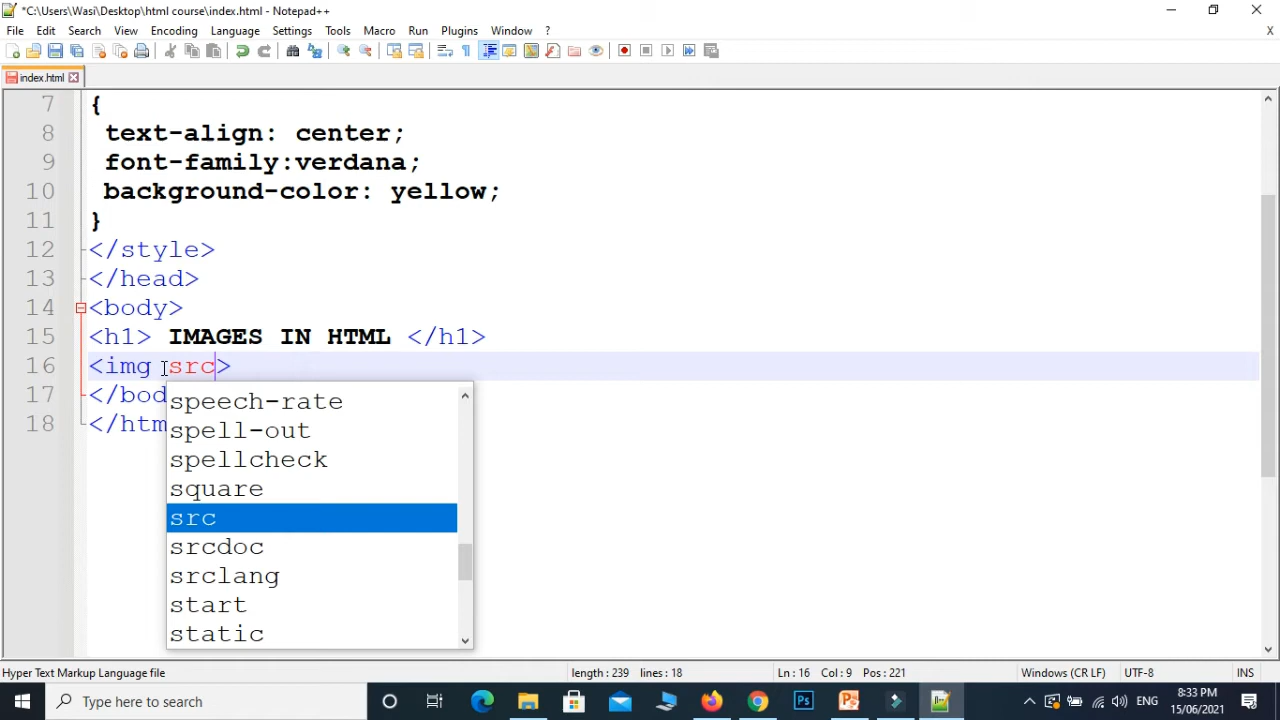 *C:\Users\Wasi\Desktop\html course\index.html - Notepad++
File Edit Search View Encoding Language Settings Tools Macro Run Plugins Window ? X
index.html
7 {
8 text-align: center;
9 font-family:verdana;
10 background-color: yellow;
11 }
12 </style>
13 </head>
14 <body>
15 <h1> IMAGES IN HTML </h1>
16 <img src>
17 </bod
18 </htm
speech-rate
spell-out
spellcheck
square
src
srcdoc
srclang
start
static
Hyper Text Markup Language file length : 239 lines : 18 Ln : 16 Col : 9 Pos : 221 Windows (CR LF) UTF-8 INS
Type here to search ENG 8:33 PM
15/06/2021